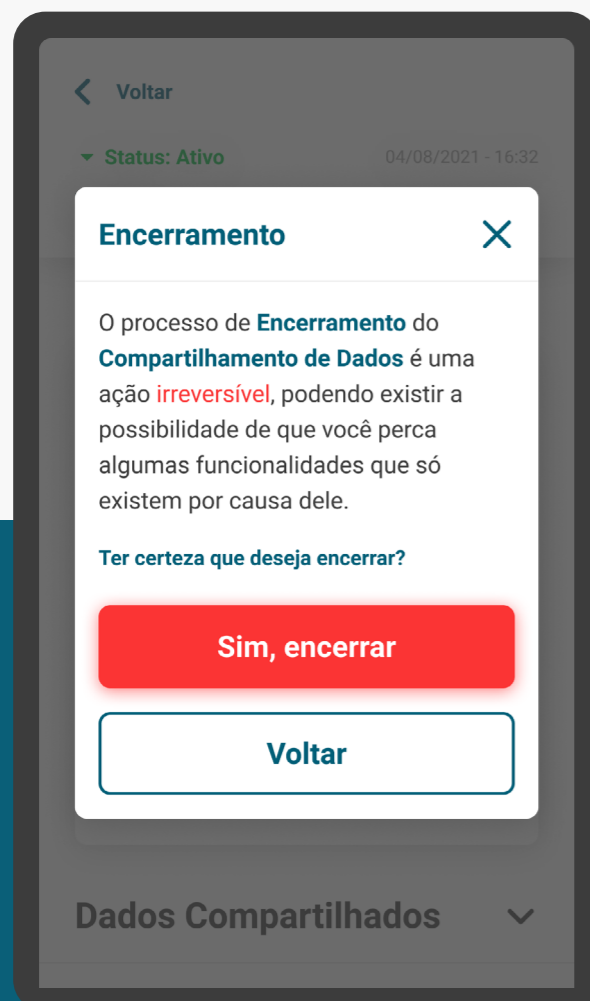 Voltar
Status: Ativo
04/08/2021 - 16:32
Encerramento
O processo de Encerramento do
Compartilhamento de Dados é uma
ação irreversível, podendo existir a
possibilidade de que você perca
algumas funcionalidades que só
existem por causa dele.
Ter certeza que deseja encerrar?
Sim, encerrar
Voltar
Dados Compartilhados